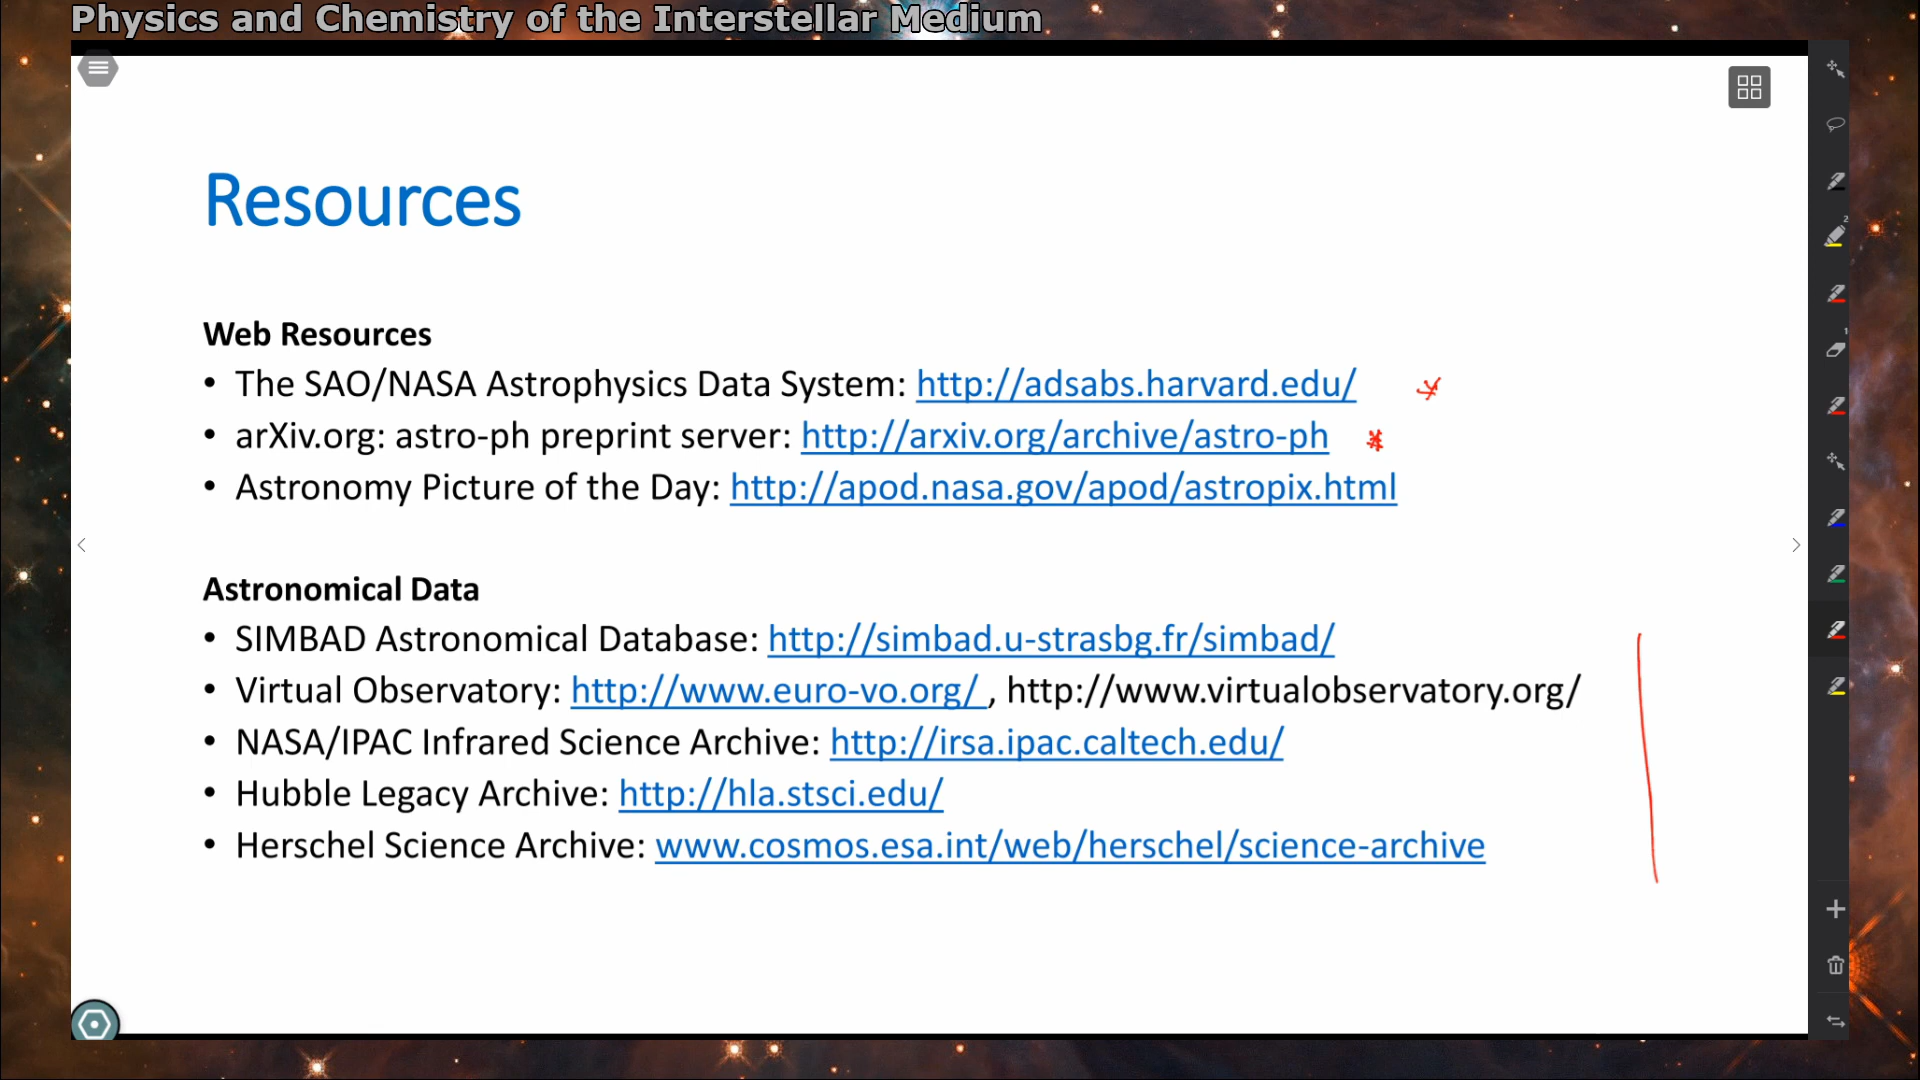 Physics and Chemistry of the Interstellar Medium
Resources
Web Resources
• The SAO/NASA Astrophysics Data System: http://adsabs.harvard.edu/
• arXiv.org: astro-ph preprint server: http://arxiv.org/archive/astro-ph
• Astronomy Picture of the Day: http://apod.nasa.gov/apod/astropix.html
Astronomical Data
• SIMBAD Astronomical Database: http://simbad.u-strasbg.fr/simbad/
• Virtual Observatory: http://www.euro-vo.org/ , http://www.virtualobservatory.org/
• NASA/IPAC Infrared Science Archive: http://irsa.ipac.caltech.edu/
• Hubble Legacy Archive: http://hla.stsci.edu/
• Herschel Science Archive: www.cosmos.esa.int/web/herschel/science-archive
2
1